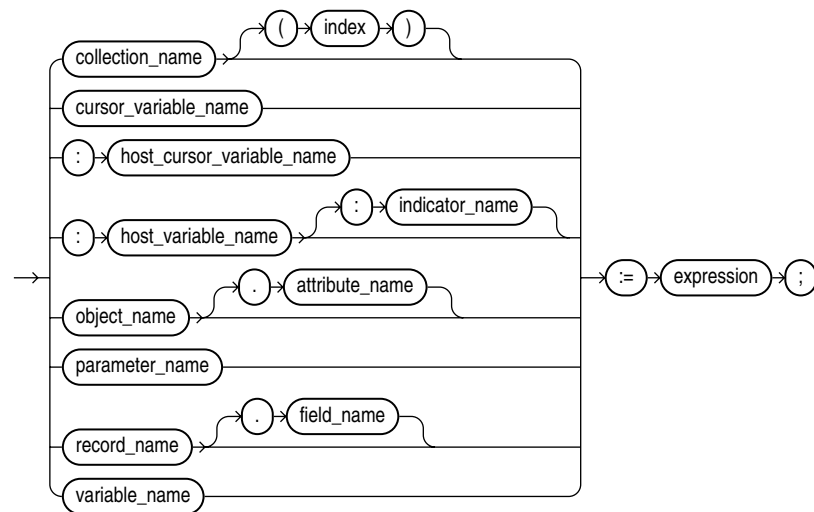 ( index )
collection_name
cursor_variable_name
: host_cursor_variable_name
: indicator_name
: host_variable_name
:= expression ;
. attribute_name
object_name
parameter_name
. field_name
record_name
variable_name